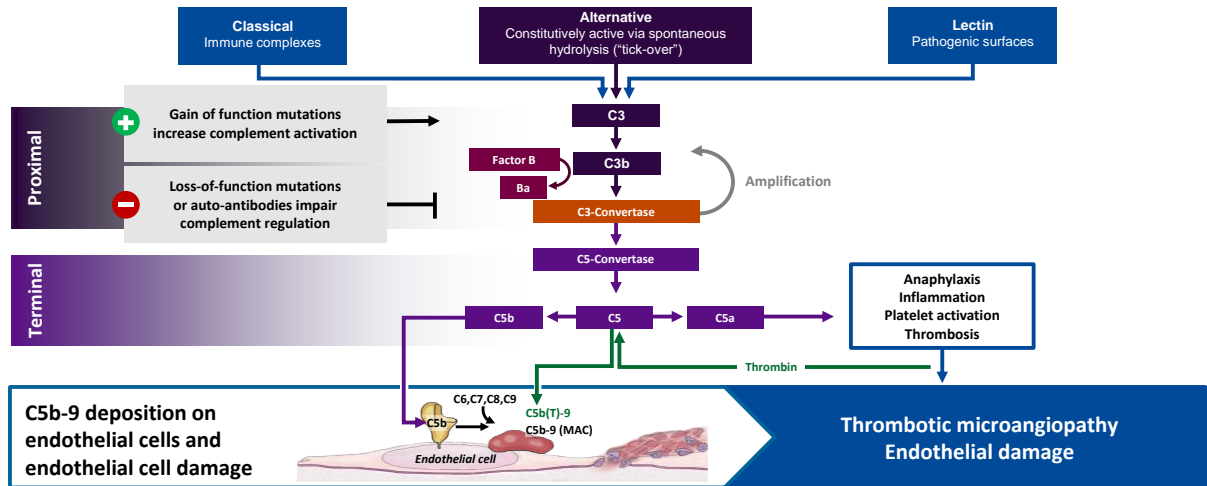 Classical
Immune complexes
Alternative
Constitutively active via spontaneous
hydrolysis (“tick-over”)
Lectin
Pathogenic surfaces
Proximal
Gain of function mutations
increase complement activation
Loss-of-function mutations
or auto-antibodies impair
complement regulation
C3
Factor B
C3b
Ba
Amplification
C3-Convertase
Terminal
C5-Convertase
C5b
C5
C5a
Anaphylaxis
Inflammation
Platelet activation
Thrombosis
Thrombin
C5b-9 deposition on
endothelial cells and
endothelial cell damage
C6,C7,C8,C9
C5b
C5b(T)-9
C5b-9 (MAC)
Endothelial cell
Thrombotic microangiopathy
Endothelial damage